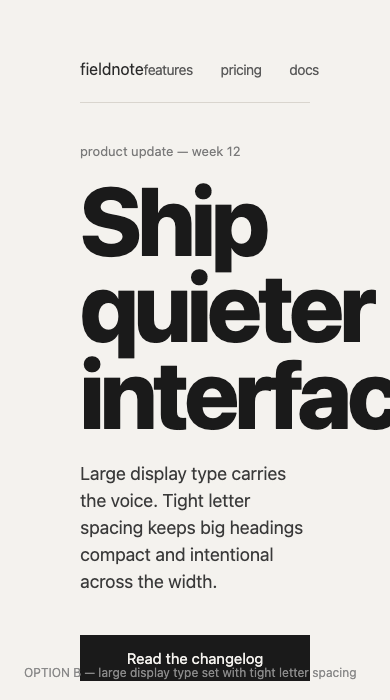 fieldnote features pricing docs
product update — week 12
Ship
quieter
interfac
Large display type carries
the voice. Tight letter
spacing keeps big headings
compact and intentional
across the width.
Read the changelog
OPTION B — large display type set with tight letter spacing